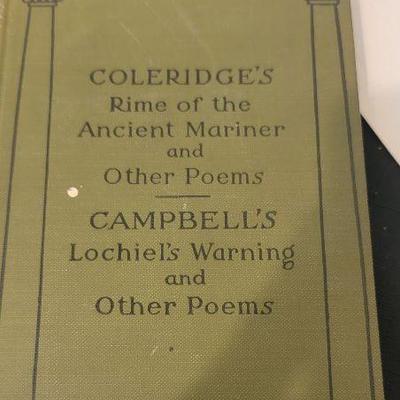 COLERIDGE'S
Rime of the
Ancient Mariner
and
Other Poems
CAMPBELL'S
Lochiel's Warning
and
Other Poems